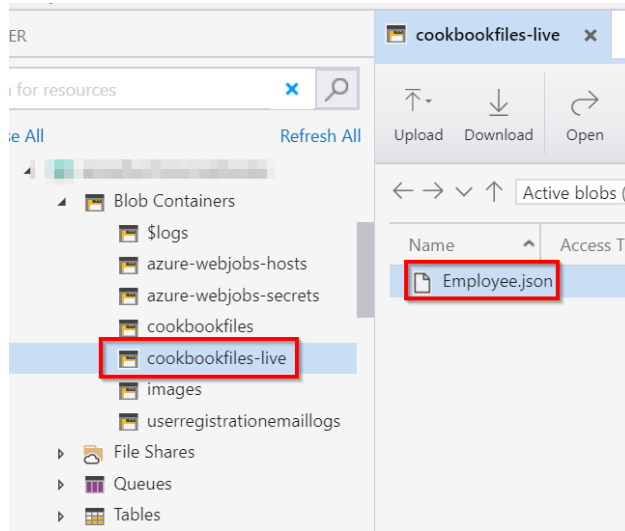 ER
for resources
se All
Refresh All
Blob Containers
$logs
azure-webjobs-hosts
azure-webjobs-secrets
cookbookfiles
cookbookfiles-live
images
userregistrationemaillogs
File Shares
Queues
Tables
cookbookfiles-live
Upload
Download
Open
Active blobs (
Name
Access T
Employee.json